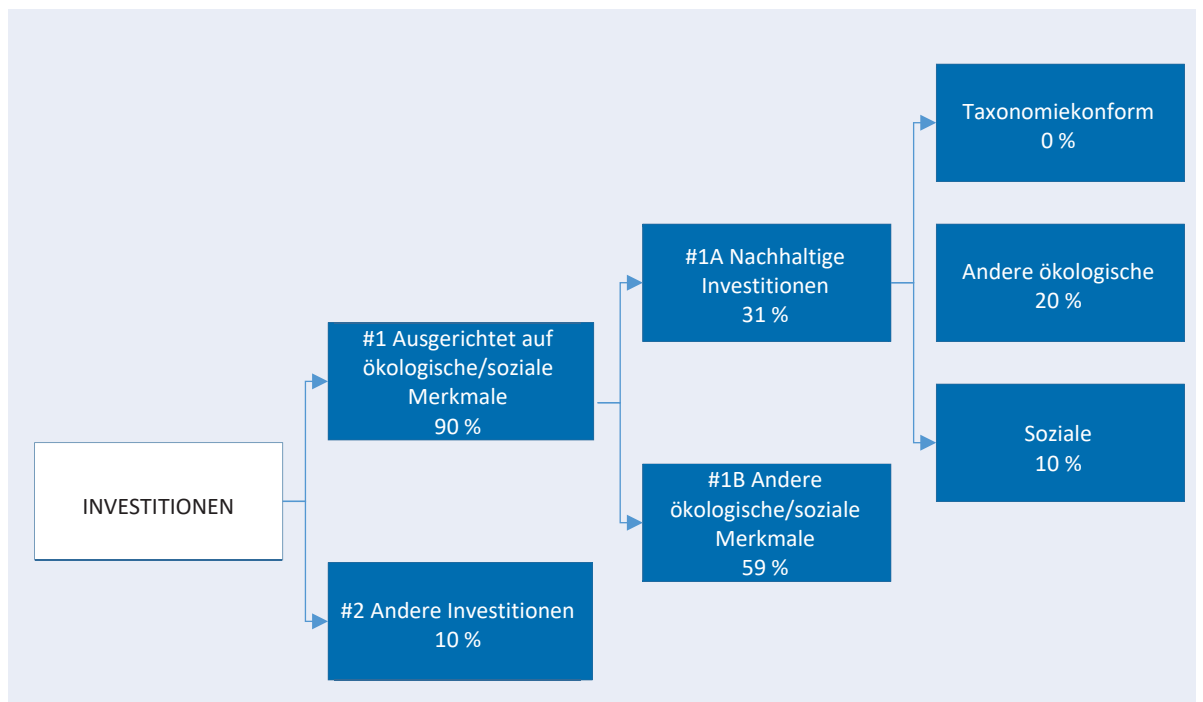 INVESTITIONEN
#1 Ausgerichtet auf
ökologische/soziale
Merkmale
90 %
#2 Andere Investitionen
10 %
#1A Nachhaltige
Investitionen
31 %
#1B Andere
ökologische/soziale
Merkmale
59 %
Taxonomiekonform
0 %
Andere ökologische
20 %
Soziale
10 %